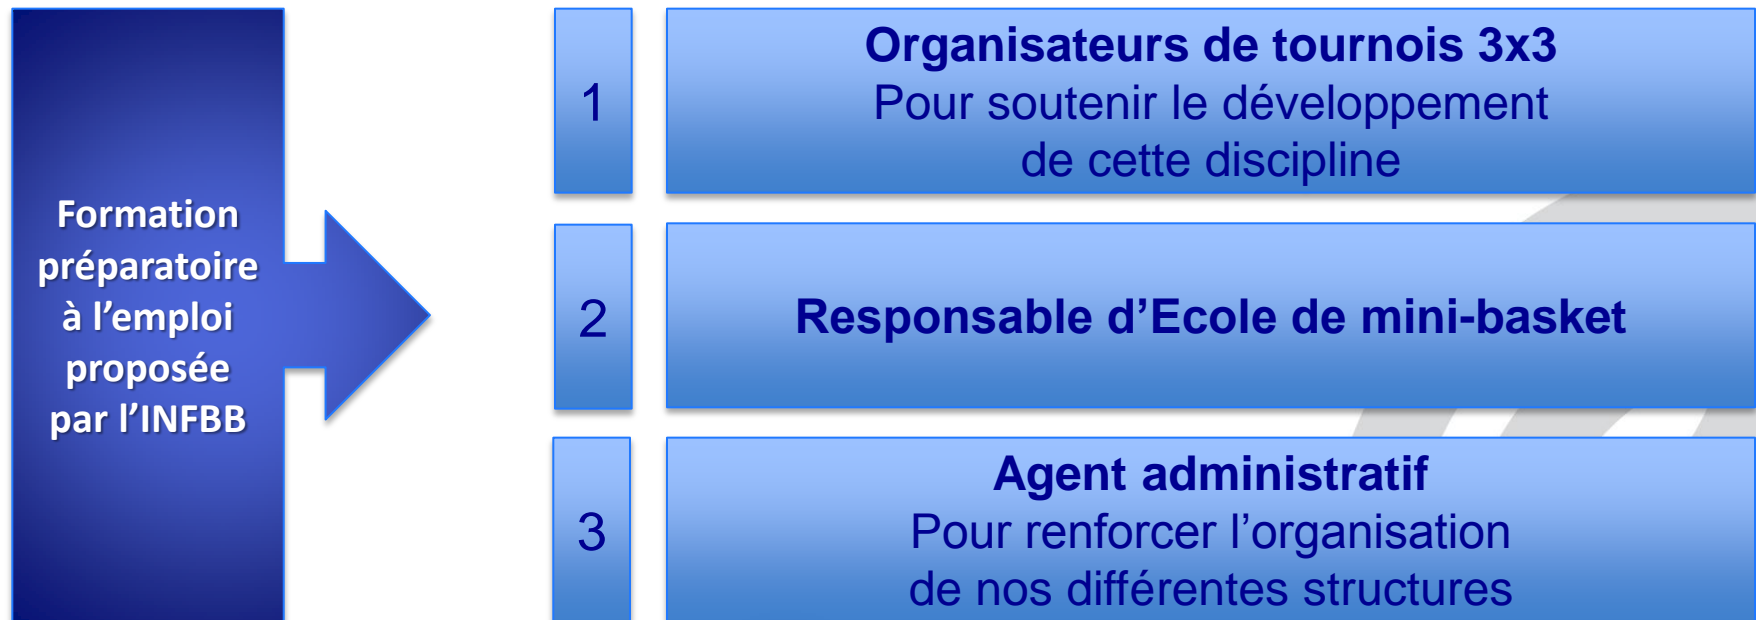 Formation
préparatoire
à l’emploi
proposée
par l’INFBB
1
Organisateurs de tournois 3x3
Pour soutenir le développement
de cette discipline
2
Responsable d’Ecole de mini-basket
3
Agent administratif
Pour renforcer l’organisation
de nos différentes structures